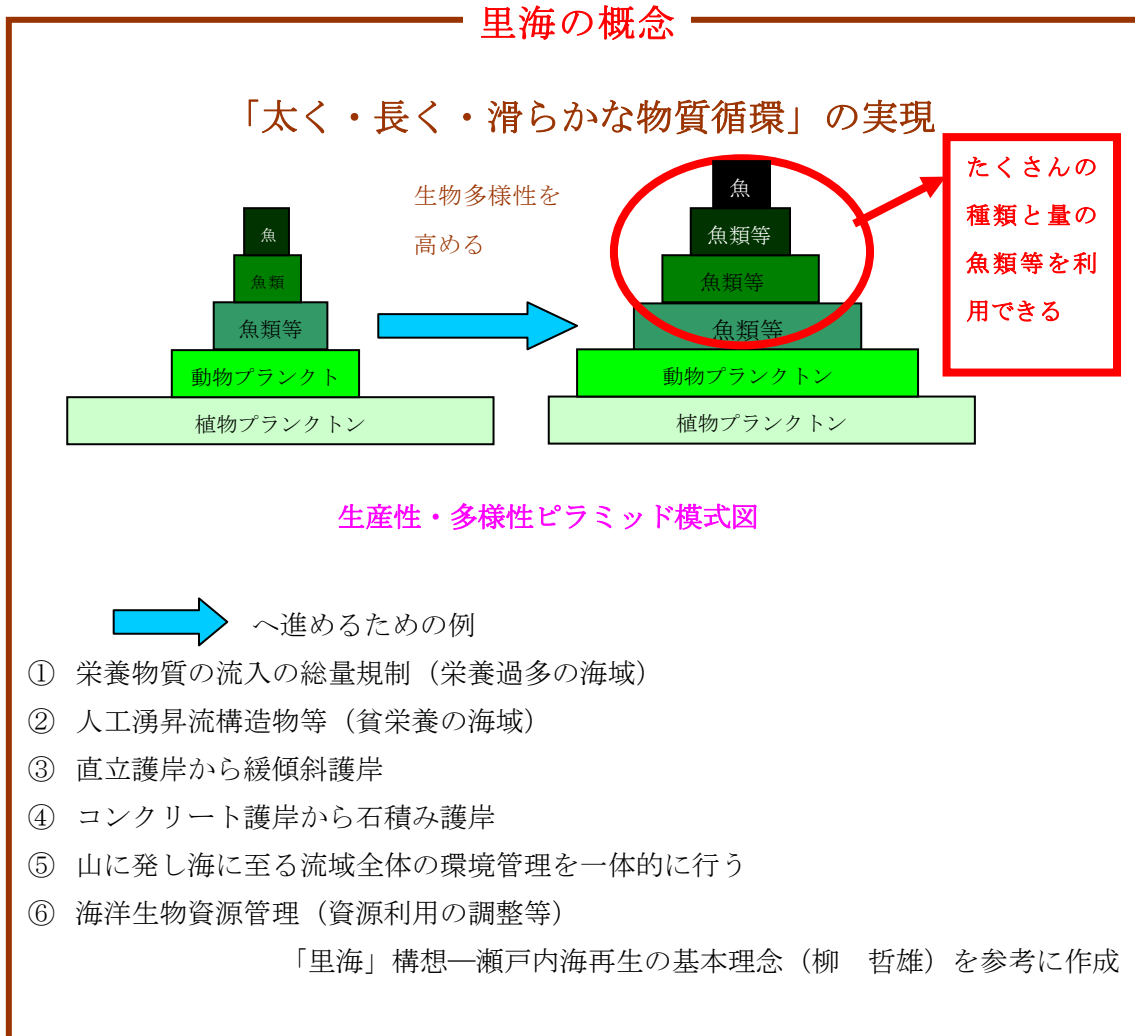 里海の概念
「太く・長く・滑らかな物質循環」の実現
生物多様性を
高める
魚
魚類
魚類等
動物プランクト
植物プランクトン
魚
魚類等
魚類等
魚類等
動物プランクトン
植物プランクトン
たくさんの
種類と量の
魚類等を利
用できる
生産性・多様性ピラミッド模式図
へ進めるための例
① 栄養物質の流入の総量規制（栄養過多の海域）
② 人工湧昇流構造物等（貧栄養の海域）
③ 直立護岸から緩傾斜護岸
④ コンクリート護岸から石積み護岸
⑤ 山に発し海に至る流域全体の環境管理を一体的に行う
⑥ 海洋生物資源管理（資源利用の調整等）
「里海」構想―瀬戸内海再生の基本理念（柳　哲雄）を参考に作成